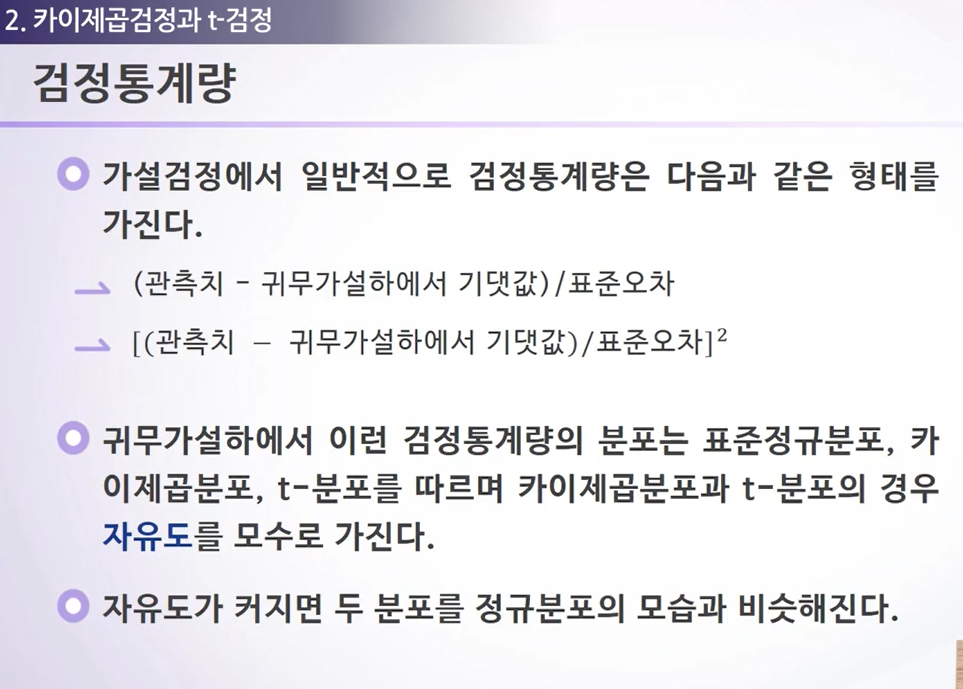 2. 카이제곱검정과 t-검정
검정통계량
가설검정에서 일반적으로 검정통계량은 다음과 같은 형태를
가진다.
(관측치 - 귀무가설하에서 기댓값)/표준오차
[(관측치 － 귀무가설하에서 기댓값)/표준오차]²
귀무가설하에서 이런 검정통계량의 분포는 표준정규분포, 카
이제곱분포, t-분포를 따르며 카이제곱분포과 t-분포의 경우
자유도를 모수로 가진다.
자유도가 커지면 두 분포를 정규분포의 모습과 비슷해진다.